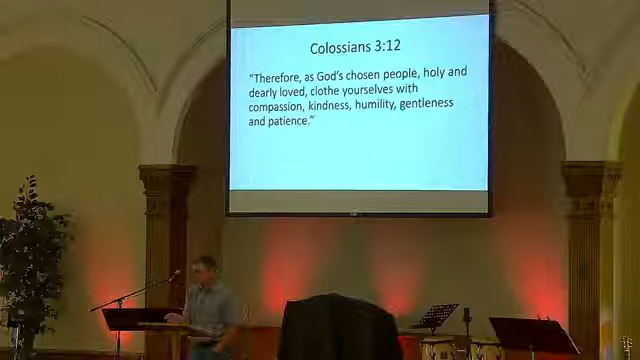 Colossians 3:12
“Therefore, as God’s chosen people, holy and
dearly loved, clothe yourselves with
compassion, kindness, humility, gentleness
and patience.”